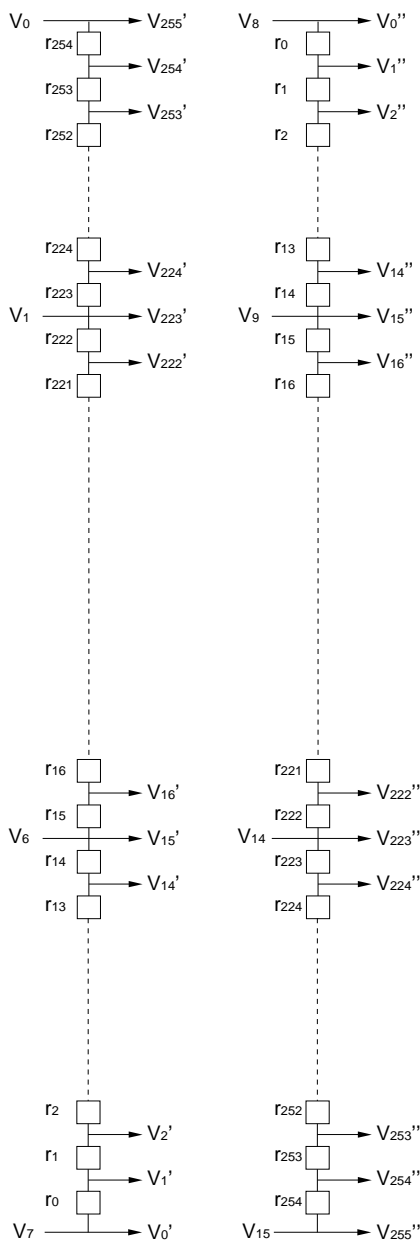 V0 V255’ V8 V0’’
r254 r0
V254’ V1’’
r253 r1
V253’ V2’’
r252 r2
r224 r13
V224’ V14’’
r223 r14
V1 V223’ V9 V15’’
r222 r15
V222’ V16’’
r221 r16
r16 r221
V16’ V222’’
r15 r222
V6 V15’ V14 V223’’
r14 r223
V14’ V224’’
r13 r224
r2 r252
V2’ V253’’
r1 r253
V1’ V254’’
r0 r254
V7 V0’ V15 V255’’